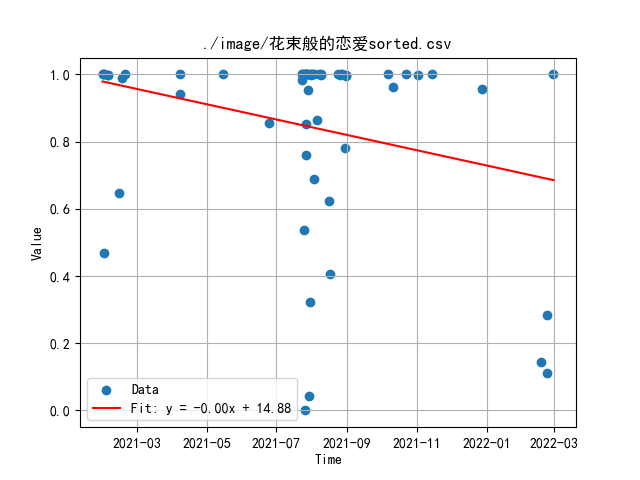 ./image/花束般的恋爱sorted.csv
1.0
0.8
0.6
0.4
0.2
0.0
Value
Data
Fit: y = -0.00x + 14.88
2021-03 2021-05 2021-07 2021-09 2021-11 2022-01 2022-03
Time